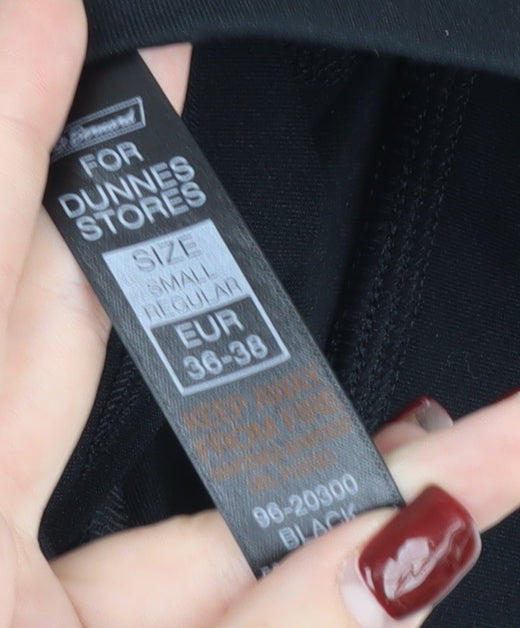 FOR
DUNNES
STORES
SIZE
SMALL
REGULAR
EUR
36-38
KEEP AWAY
FROM FIRE
96-20300
BLACK